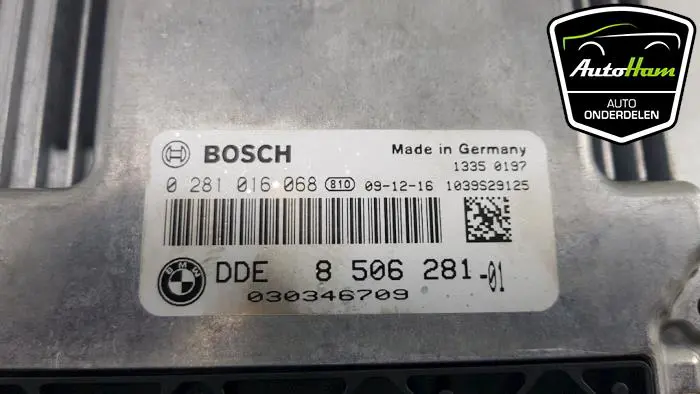 AutoHam
AUTO
ONDERDELEN
BOSCH
Made in Germany
1335 0197
0 281 016 068 810 09-12-16 1039S29125
BMW
DDE 8 506 281-01
030346709